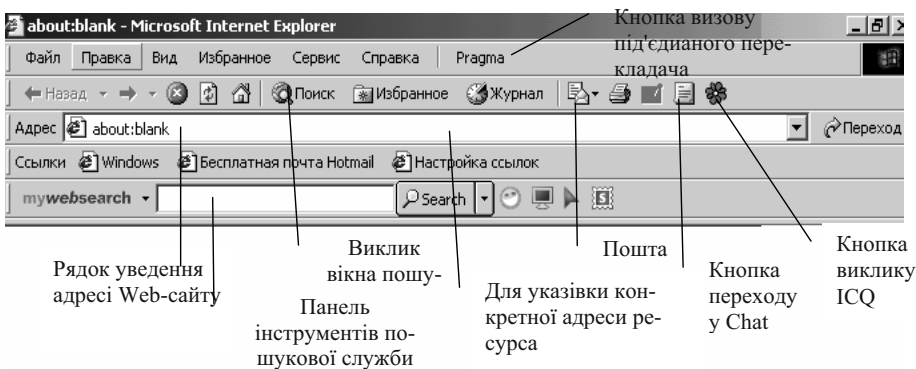 about:blank - Microsoft Internet Explorer
Кнопка визову
під'єдианого пере-
кладача
Файл Правка Вид Избранное Сервис Справка Pragma
Назад Поиск Избранное Журнал
Адрес about:blank Переход
Ссылки Windows Бесплатная почта Hotmail Настройка ссылок
mywebsearch Search
Рядок уведення
адресі Web-сайту
Виклик
вікна пошу-
Панель
інструментів по-
шукової служби
Для указівки кон-
кретної адреси ре-
сурса
Пошта
Кнопка
переходу
у Chat
Кнопка
виклику
ICQ